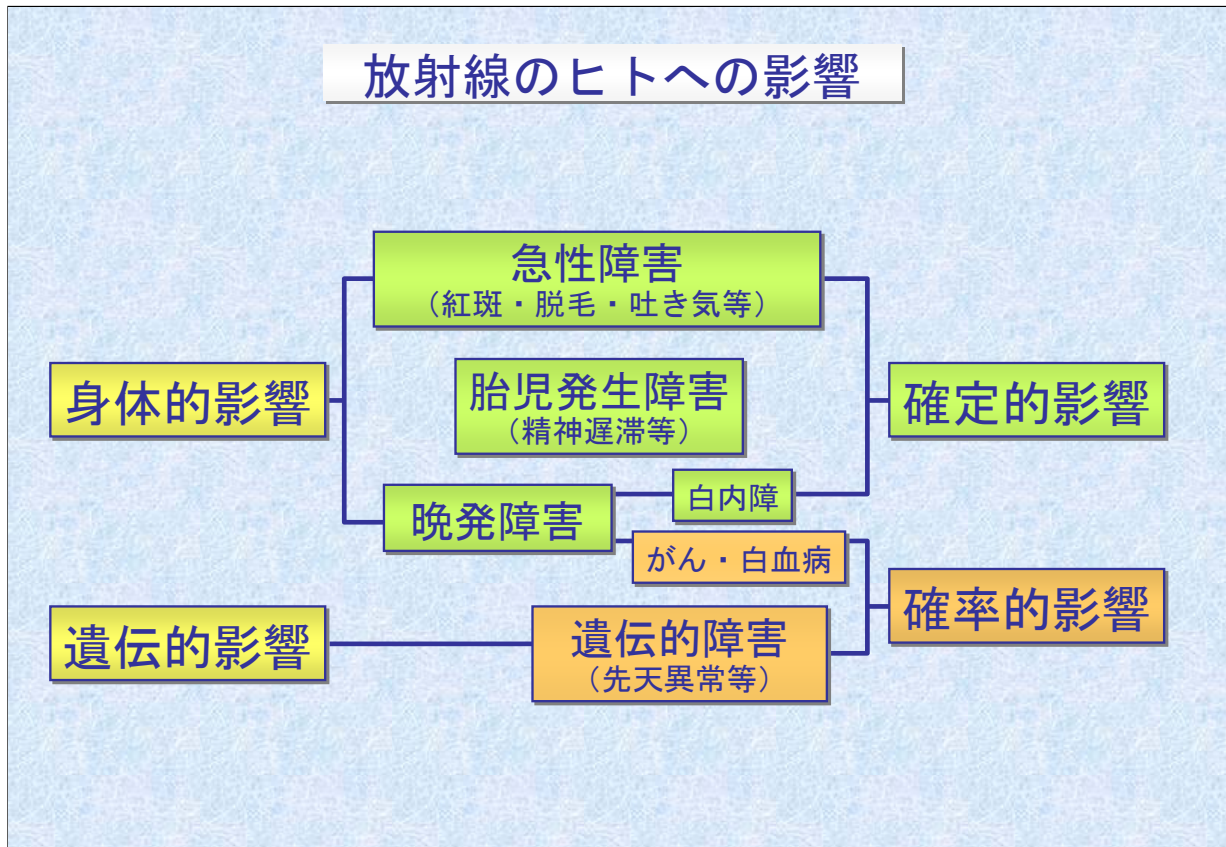 放射線のヒトへの影響
急性障害
（紅斑・脱毛・吐き気等）
身体的影響
胎児発生障害
（精神遅滞等）
確定的影響
晩発障害
白内障
がん・白血病
遺伝的影響
遺伝的障害
（先天異常等）
確率的影響